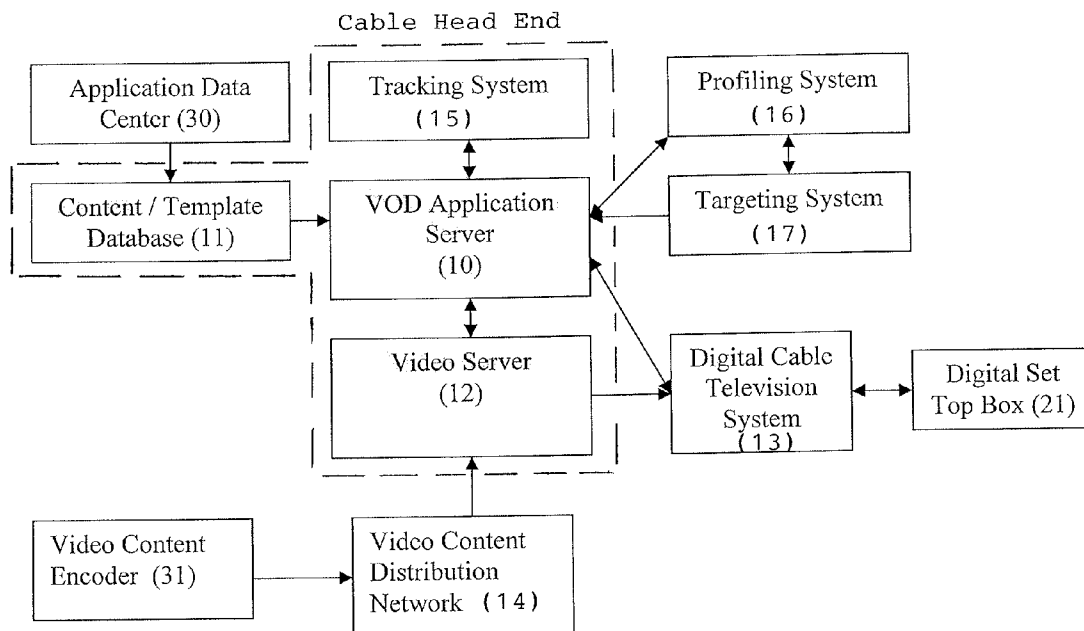 Cable Head End
Application Data
Center (30)
Tracking System
(15)
Profiling System
(16)
Content / Template
Database (11)
VOD Application
Server
(10)
Targeting System
(17)
Video Server
(12)
Digital Cable
Television
System
(13)
Digital Set
Top Box (21)
Video Content
Encoder (31)
Video Content
Distribution
Network (14)